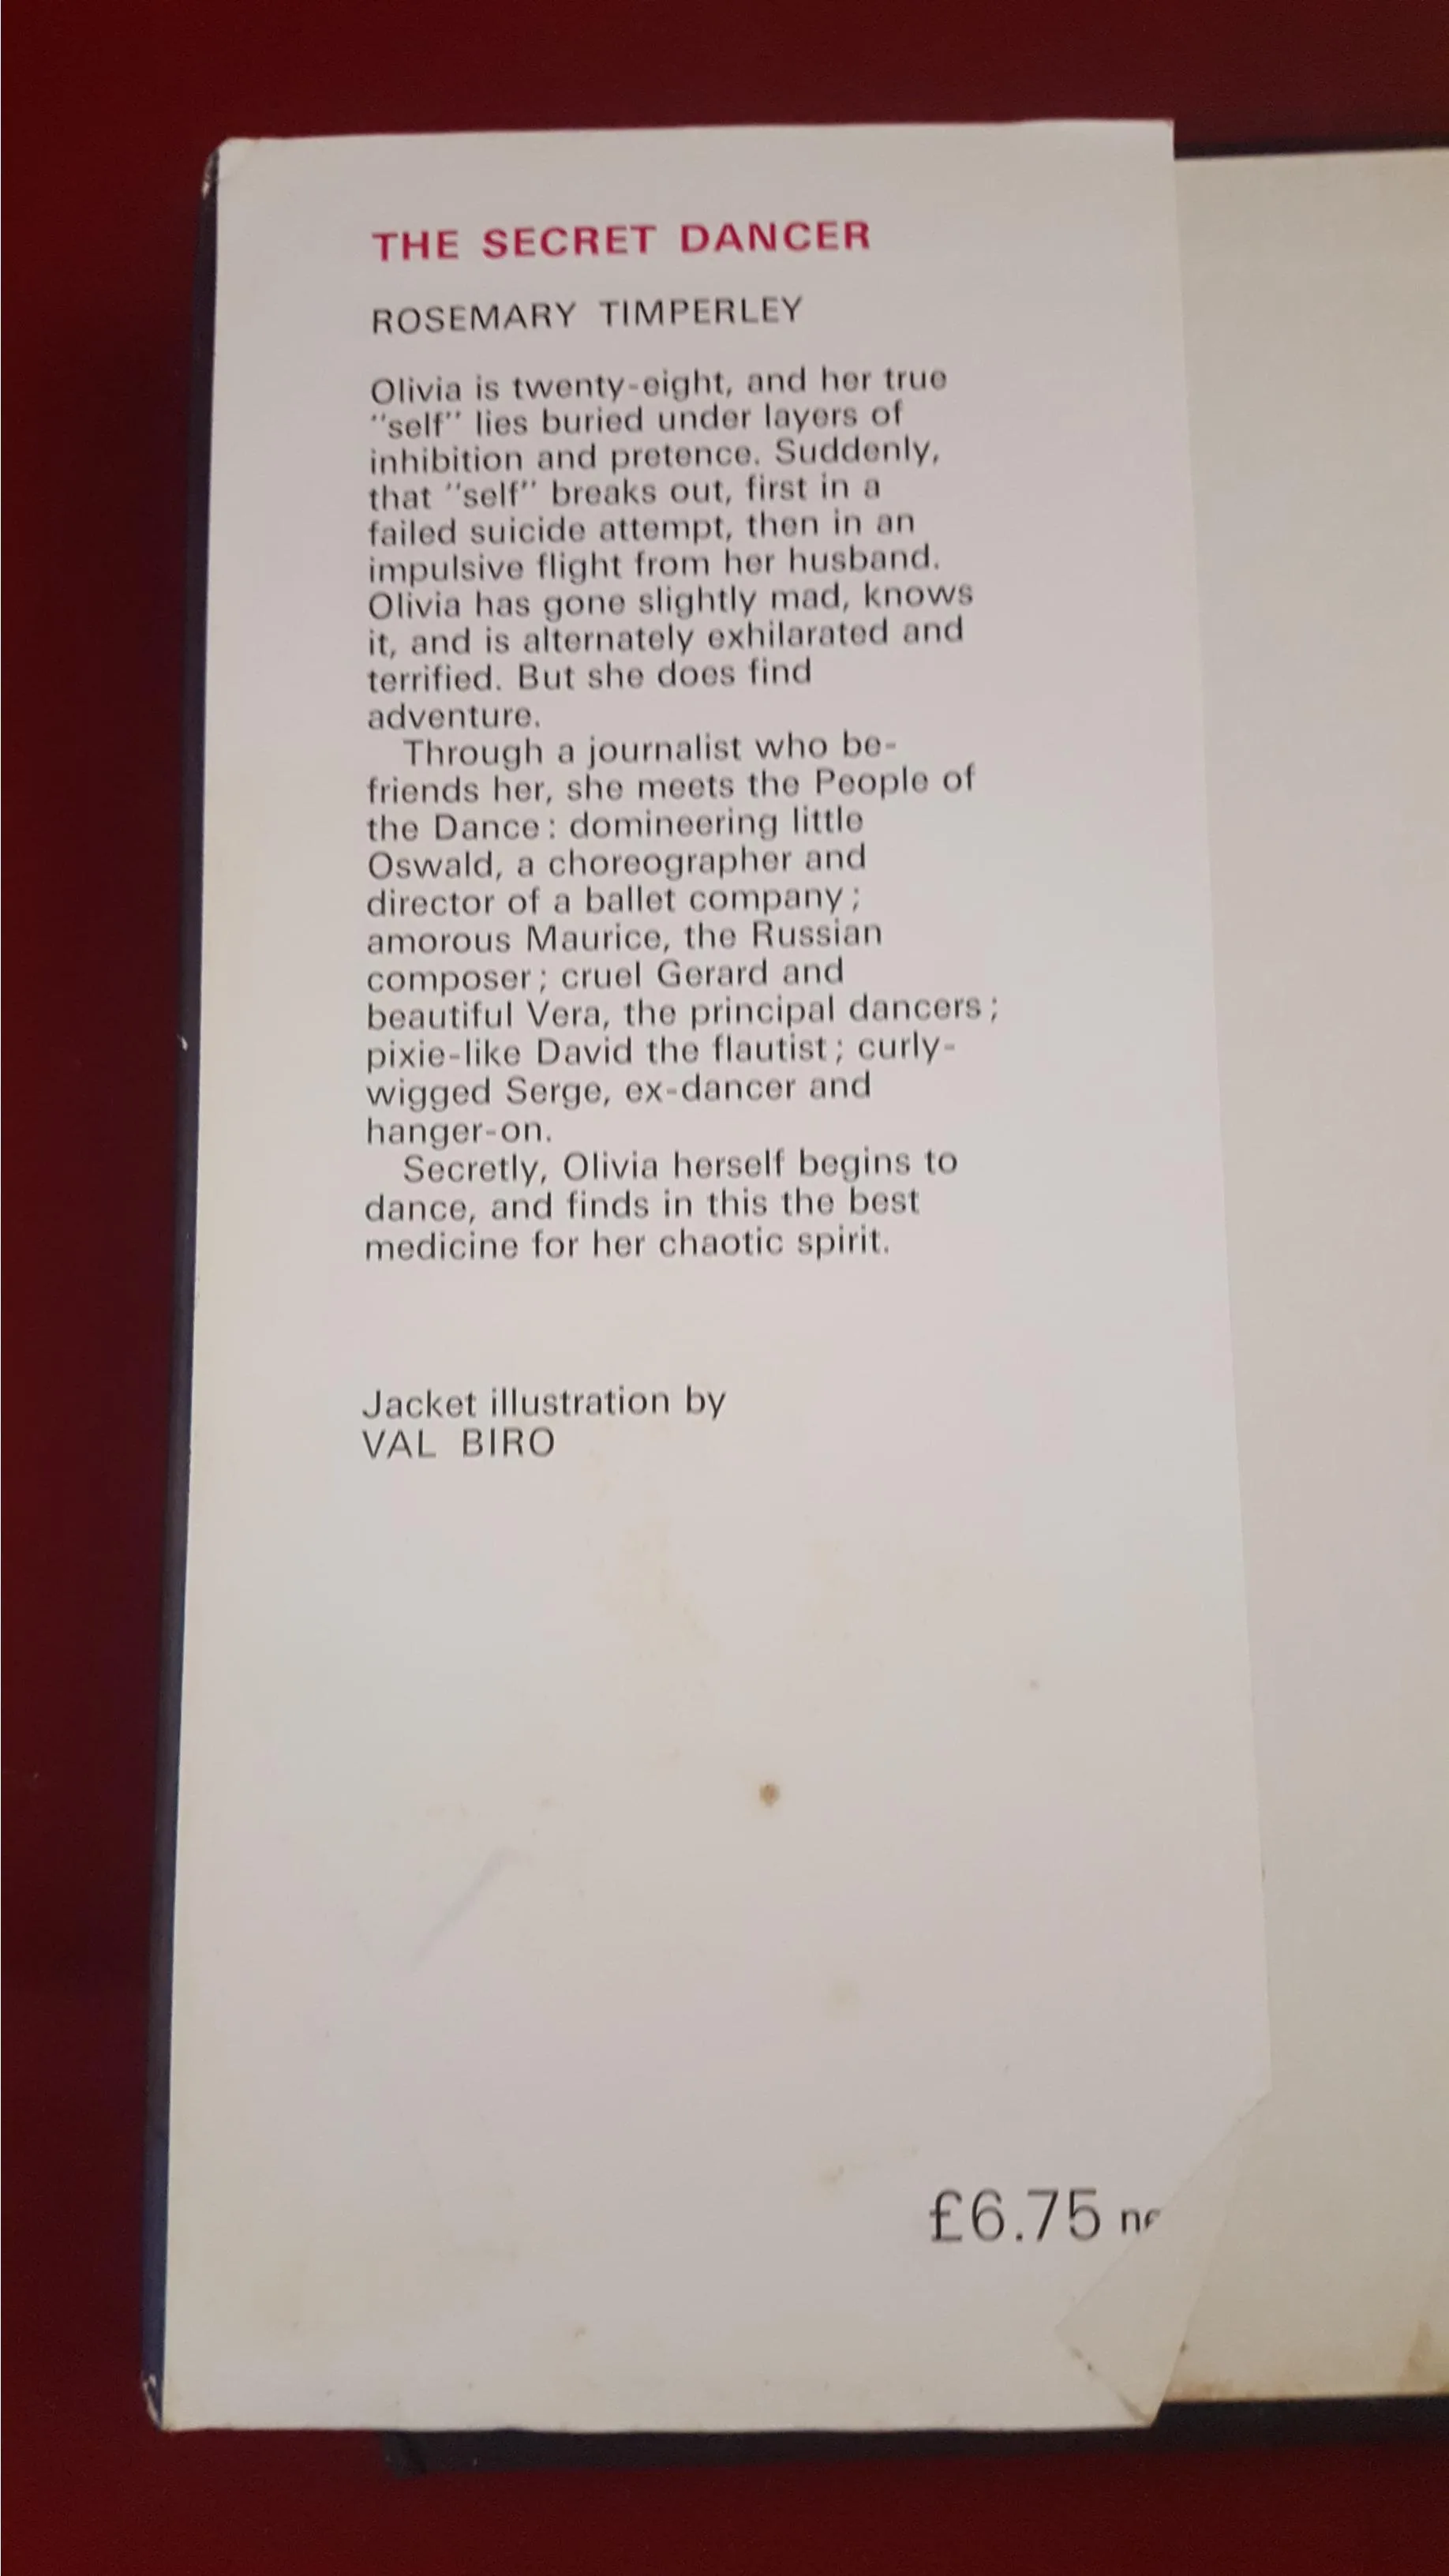 THE SECRET DANCER
ROSEMARY TIMPERLEY
Olivia is twenty-eight, and her true
"self" lies buried under layers of
inhibition and pretence. Suddenly,
that "self" breaks out, first in a
failed suicide attempt, then in an
impulsive flight from her husband.
Olivia has gone slightly mad, knows
it, and is alternately exhilarated and
terrified. But she does find
adventure.
Through a journalist who be-
friends her, she meets the People of
the Dance: domineering little
Oswald, a choreographer and
director of a ballet company;
amorous Maurice, the Russian
composer; cruel Gerard and
beautiful Vera, the principal dancers;
pixie-like David the flautist; curly-
wigged Serge, ex-dancer and
hanger-on.
Secretly, Olivia herself begins to
dance, and finds in this the best
medicine for her chaotic spirit.
Jacket illustration by
VAL BIRO
£6.75